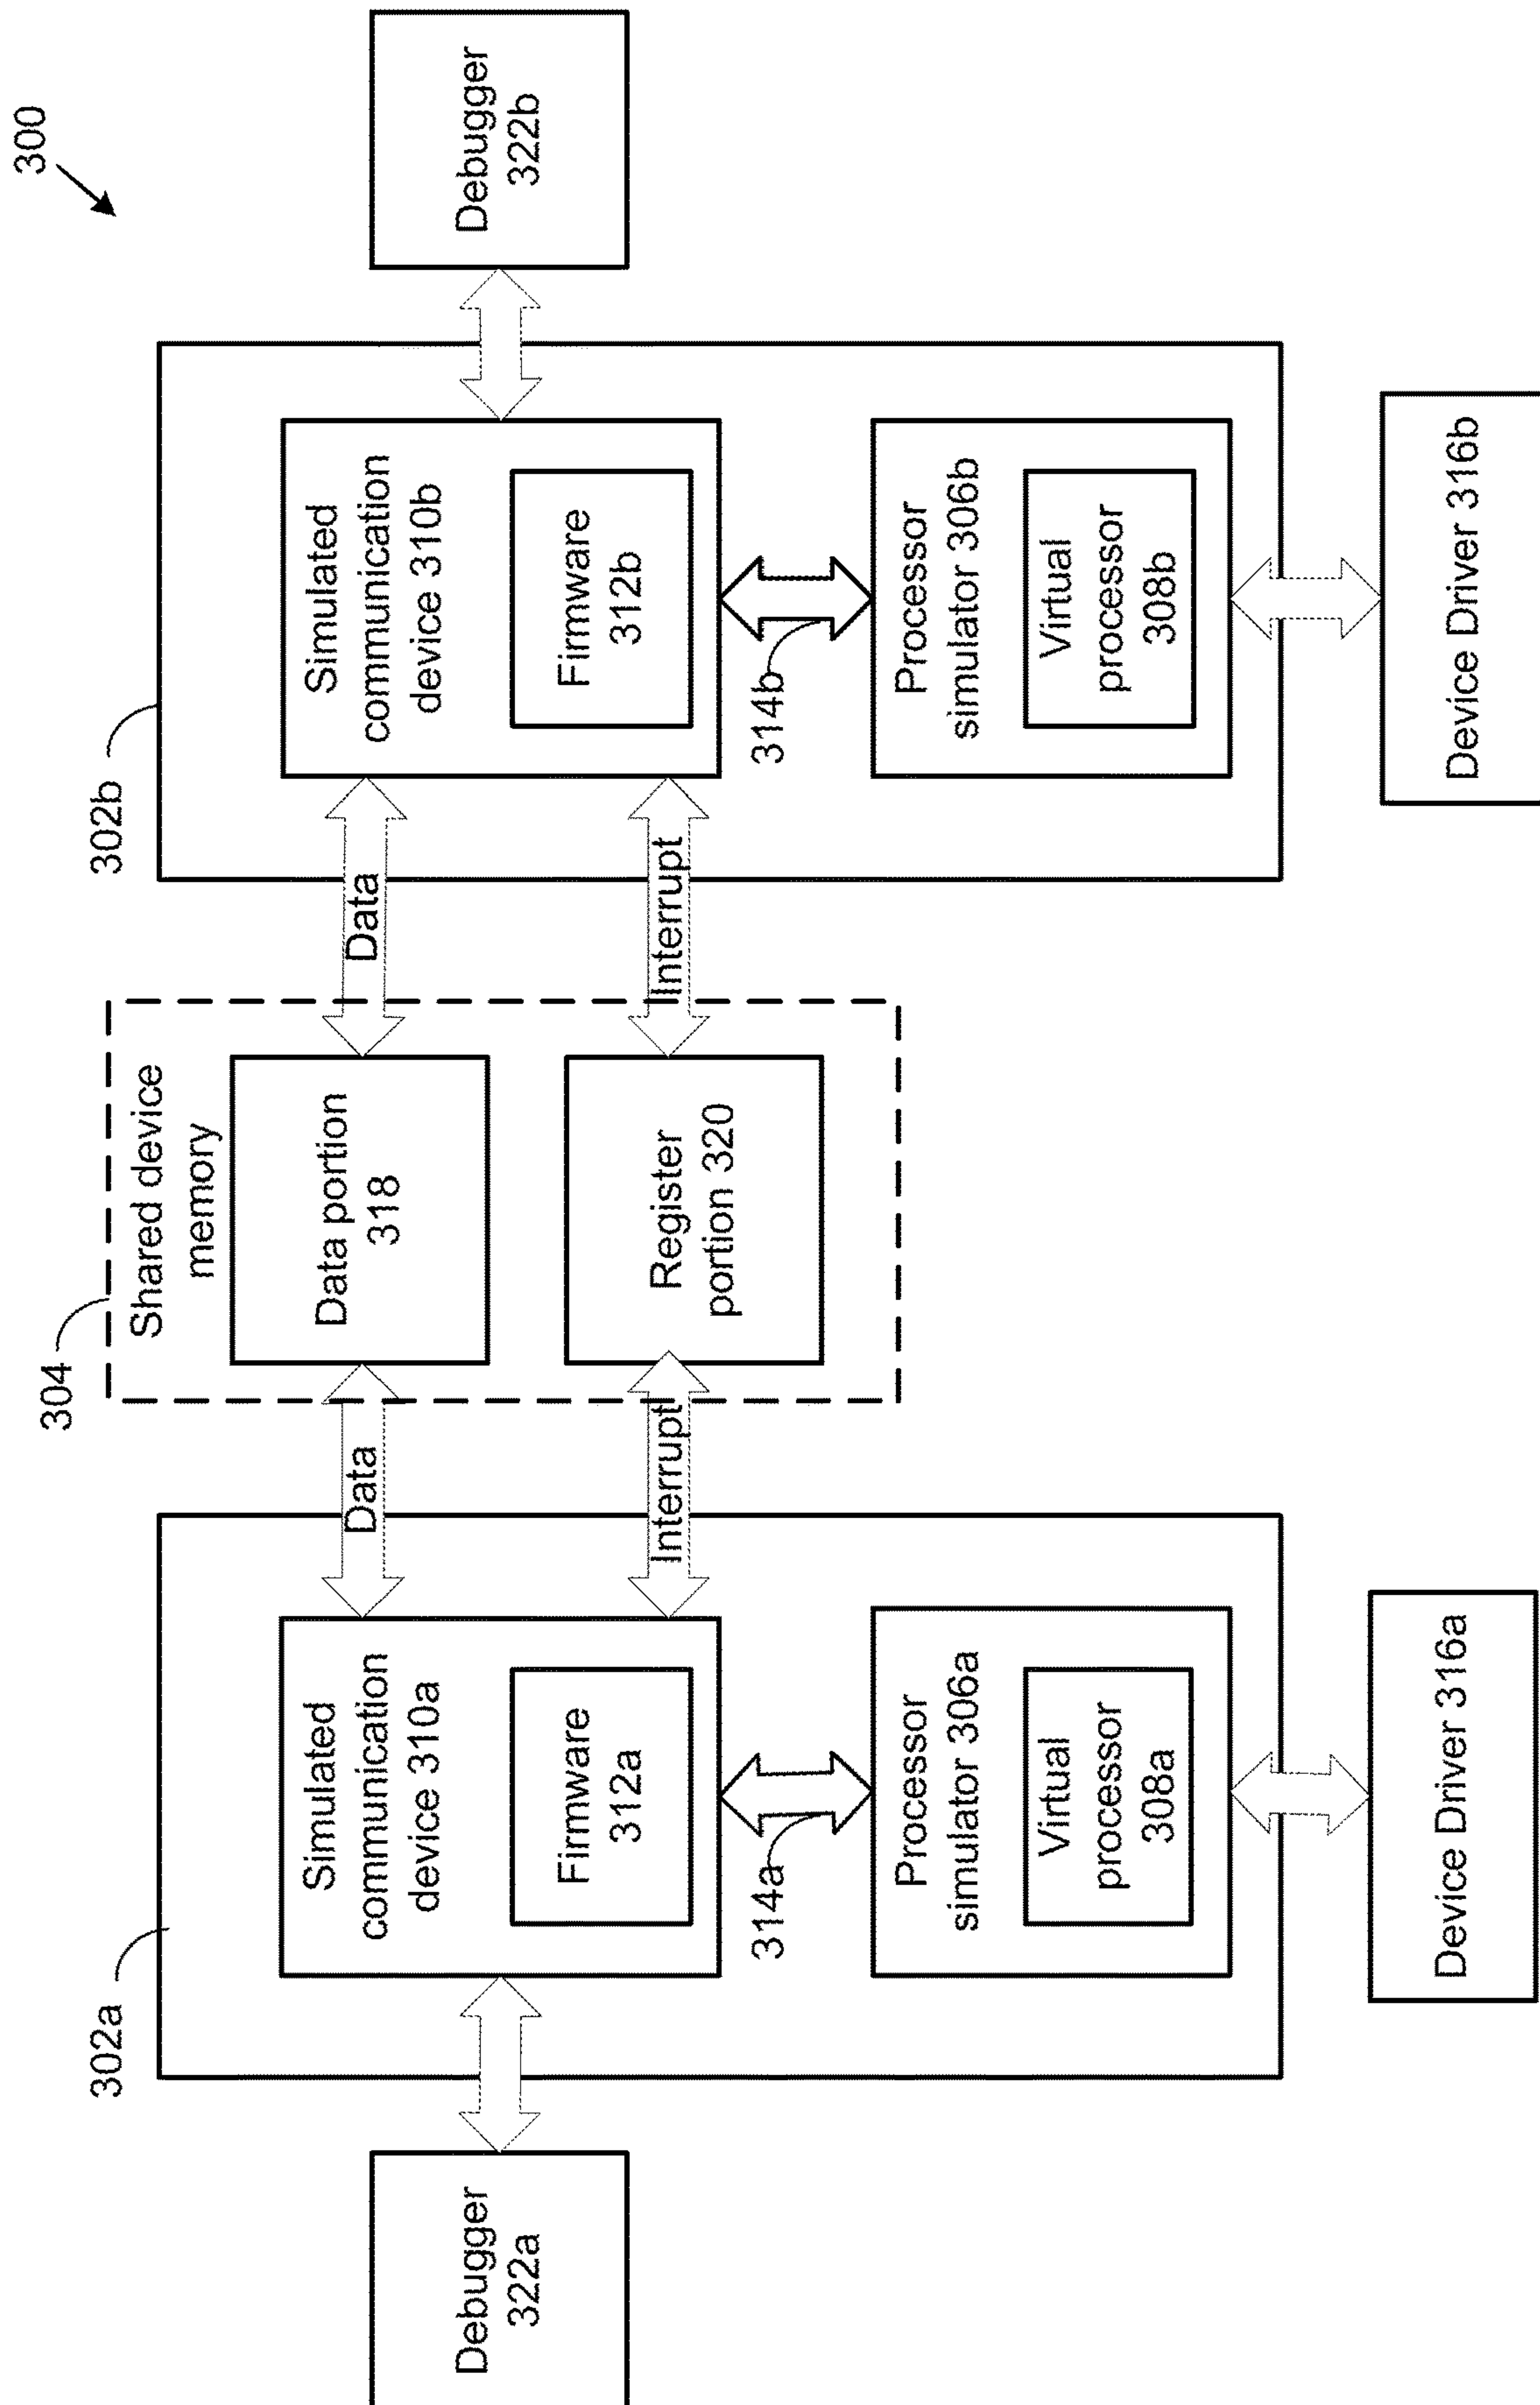 300
304
302a
302b
Shared device
memory
Debugger
322a
Simulated
communication
device 310a
Firmware
312a
Data
Data portion
318
Data
Simulated
communication
device 310b
Firmware
312b
Debugger
322b
Interrupt
Register
portion 320
Interrupt
314a
314b
Processor
simulator 306a
Virtual
processor
308a
Processor
simulator 306b
Virtual
processor
308b
Device Driver 316a
Device Driver 316b